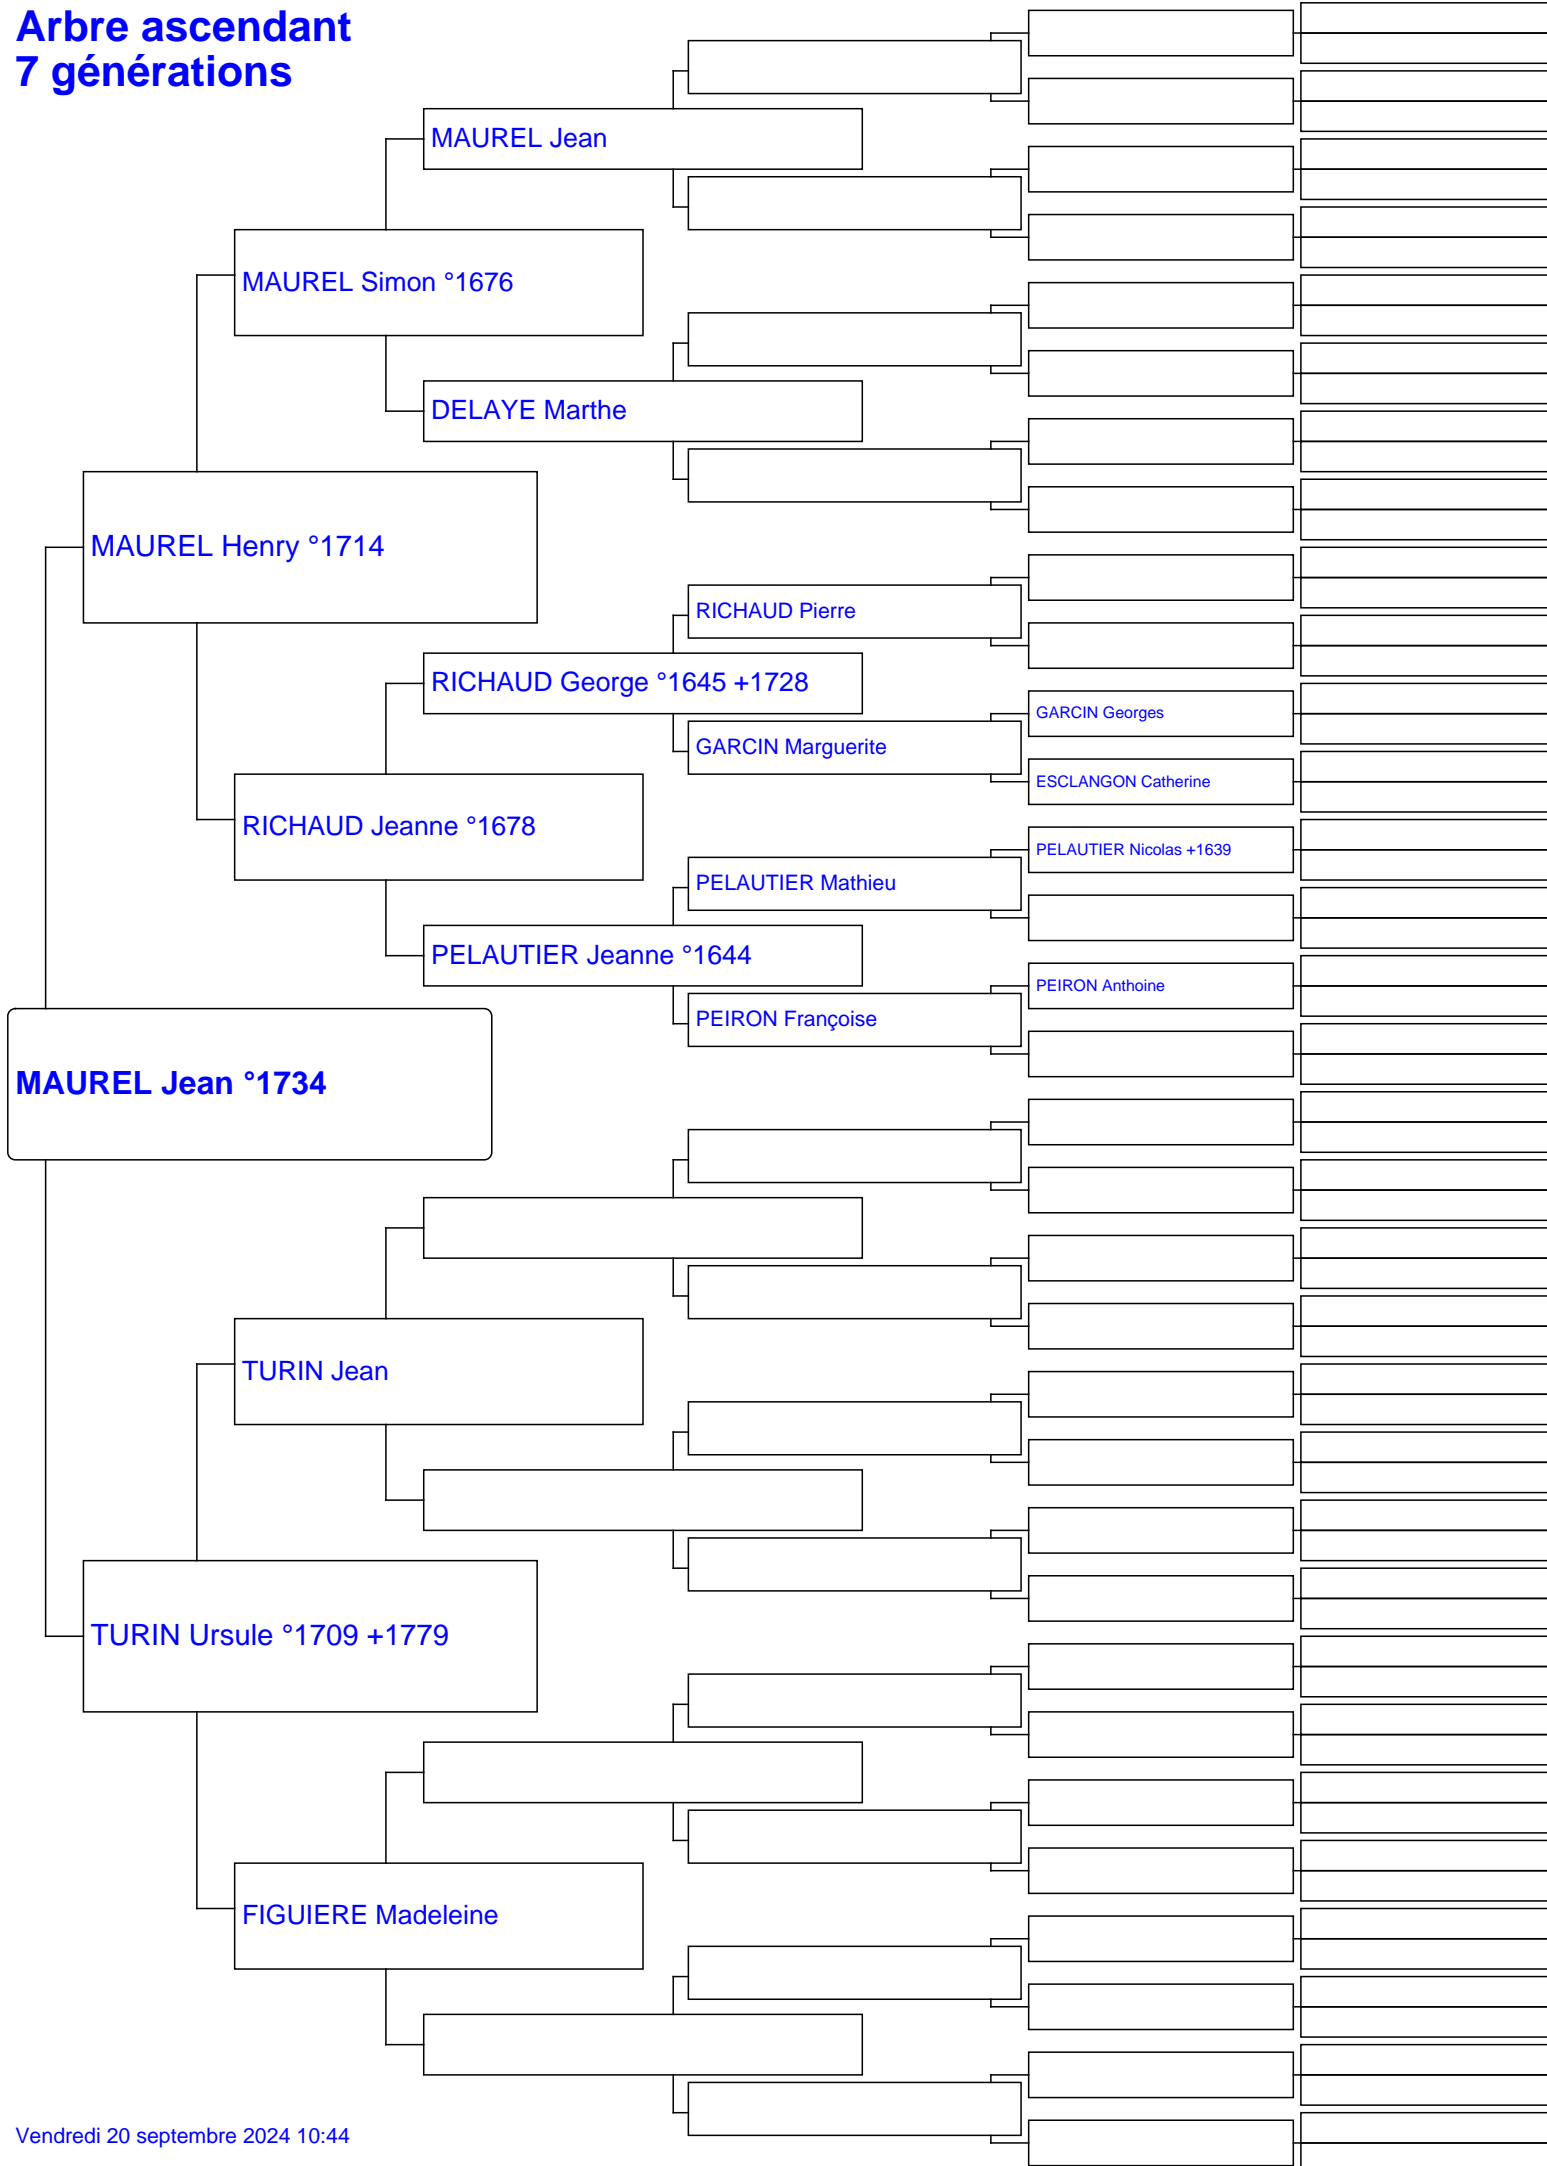 Arbre ascendant
7 générations
MAUREL Jean
MAUREL Simon °1676
DELAYE Marthe
MAUREL Henry °1714
RICHAUD Pierre
RICHAUD George °1645 +1728
GARCIN Georges
GARCIN Marguerite
ESCLANGON Catherine
RICHAUD Jeanne °1678
PELAUTIER Nicolas +1639
PELAUTIER Mathieu
PELAUTIER Jeanne °1644
PEIRON Anthoine
PEIRON Françoise
MAUREL Jean °1734
TURIN Jean
TURIN Ursule °1709 +1779
FIGUIERE Madeleine
Vendredi 20 septembre 2024 10:44